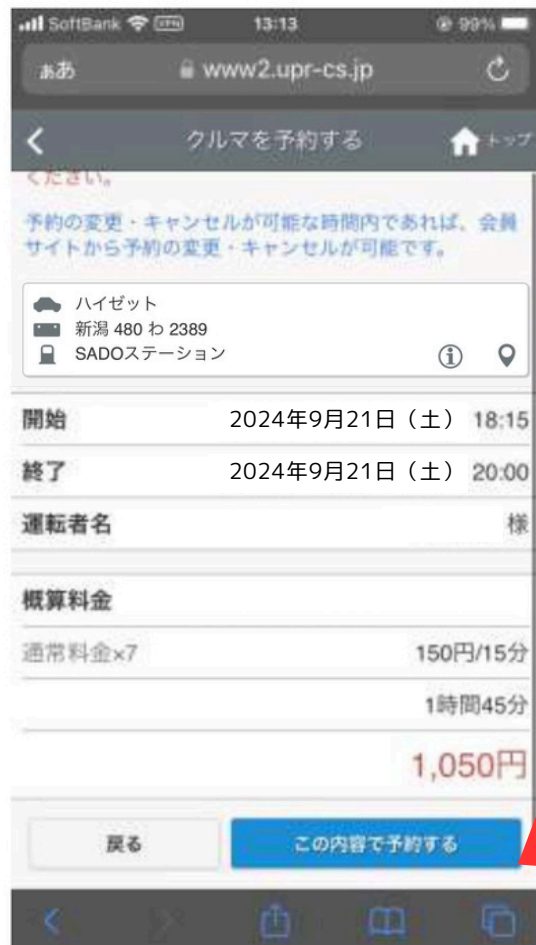 SoftBank VPN 13:13 99%
ぁあ www2.upr-cs.jp
クルマを予約する トップ
ください。
予約の変更・キャンセルが可能な時間内であれば、会員
サイトから予約の変更・キャンセルが可能です。
ハイゼット
新潟 480 わ 2389
SADOステーション
開始 2024年9月21日（土） 18:15
終了 2024年9月21日（土） 20:00
運転者名 様
概算料金
通常料金×7 150円/15分
1時間45分
1,050円
戻る この内容で予約する